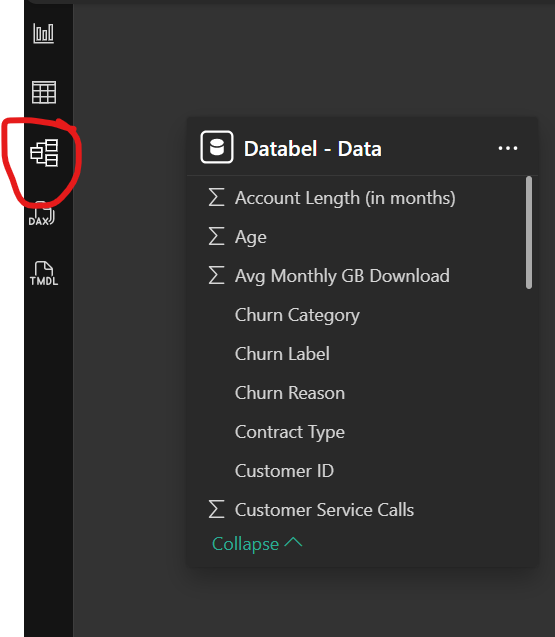 DAX
TMDL
Databel - Data
Account Length (in months)
Age
Avg Monthly GB Download
Churn Category
Churn Label
Churn Reason
Contract Type
Customer ID
Customer Service Calls
Collapse